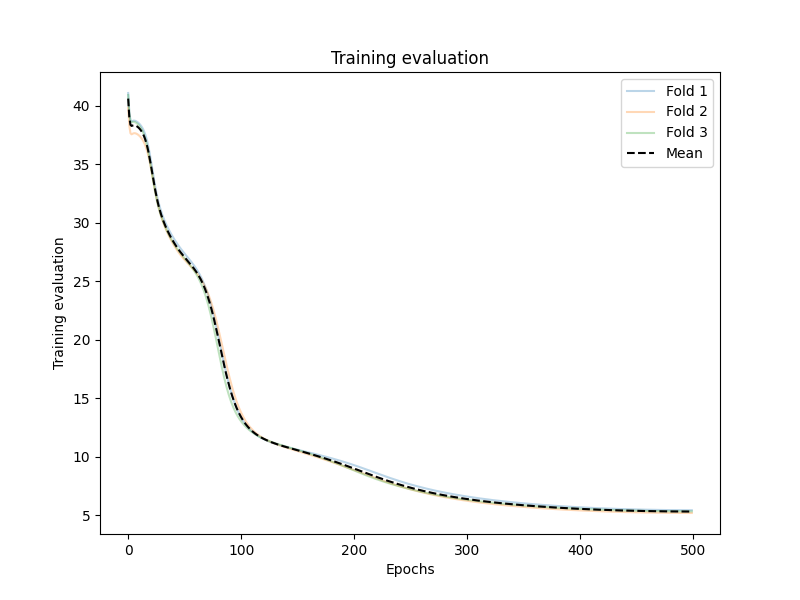 Training evaluation
Fold 1
Fold 2
Fold 3
Mean
Training evaluation
40
35
30
25
20
15
10
5
0 100 200 300 400 500
Epochs